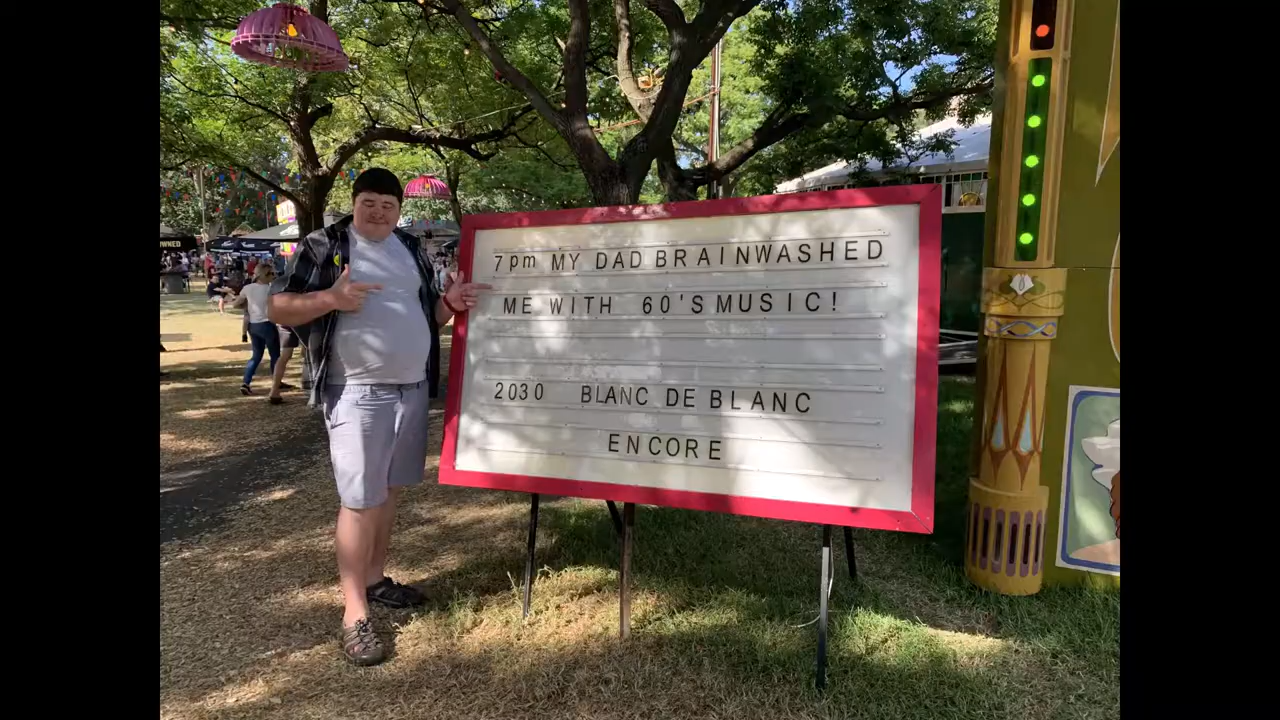 7pm MY DAD BRAINWASHED
ME WITH 60'S MUSIC!
2030 BLANC DE BLANC
ENCORE